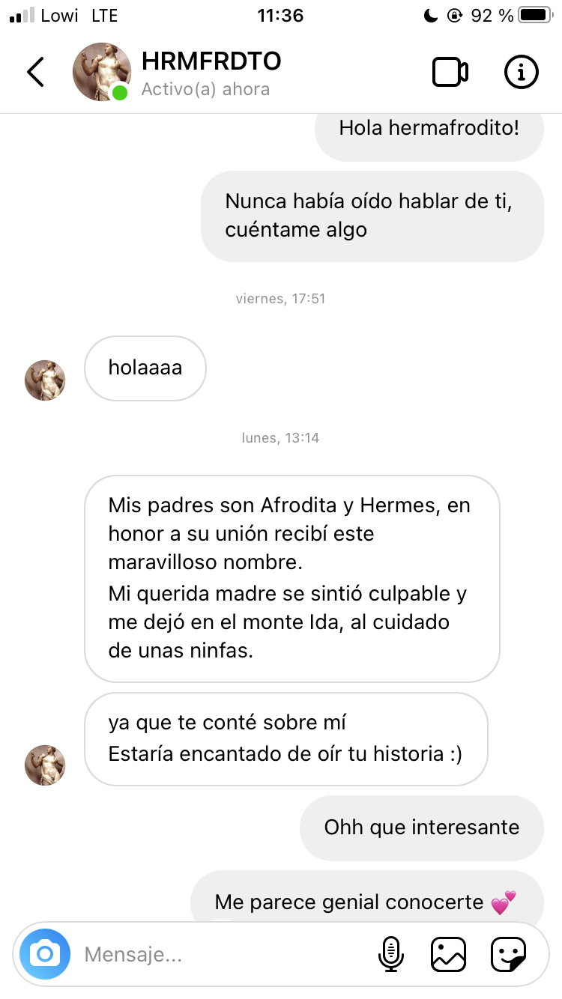 Lowi LTE 11:36 92 %
HRMFRDTO
Activo(a) ahora
Hola hermafrodito!
Nunca había oído hablar de ti,
cuéntame algo
viernes, 17:51
holaaaa
lunes, 13:14
Mis padres son Afrodita y Hermes, en
honor a su unión recibí este
maravilloso nombre.
Mi querida madre se sintió culpable y
me dejó en el monte Ida, al cuidado
de unas ninfas.
ya que te conté sobre mí
Estaría encantado de oír tu historia :)
Ohh que interesante
Me parece genial conocerte 💕
Mensaje...